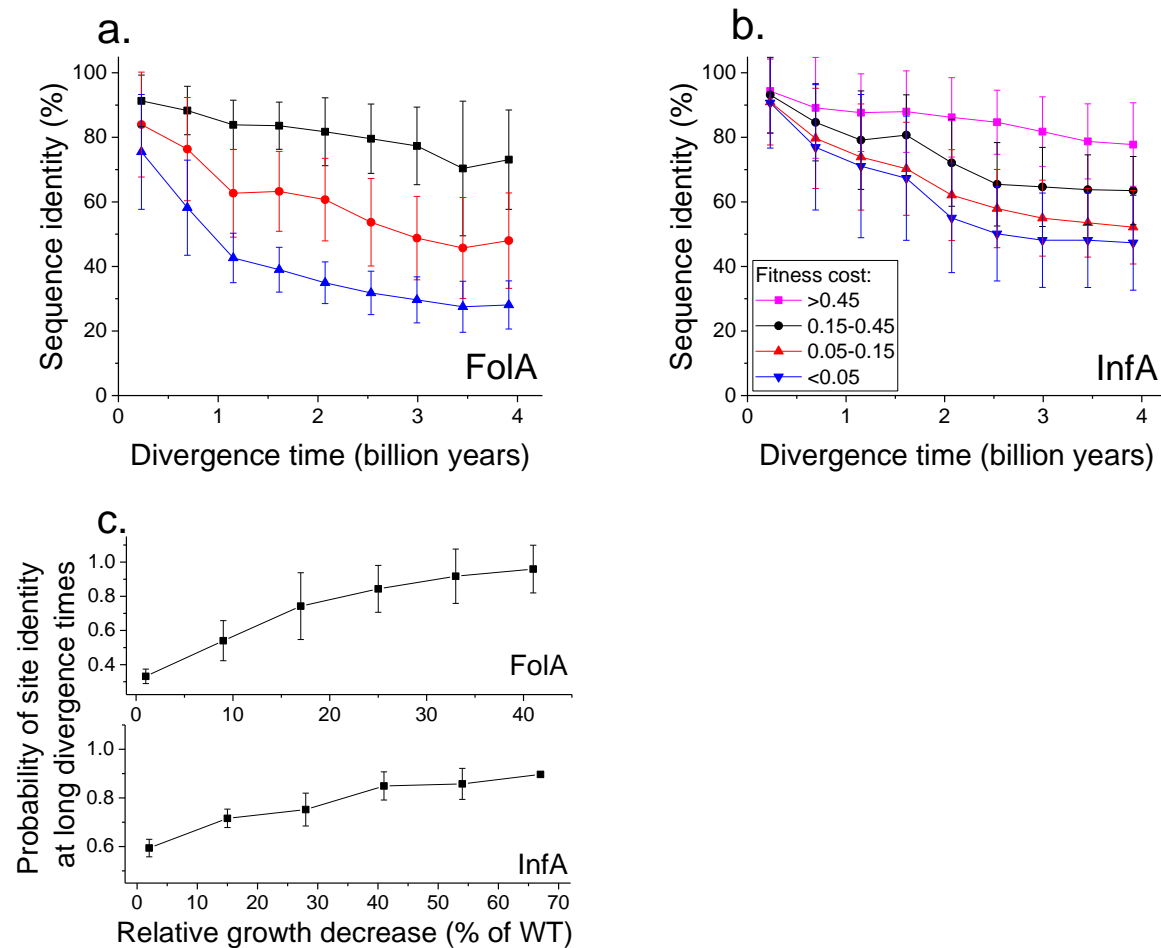 a.
Sequence identity (%)
100
80
60
40
20
0
FolA
0 1 2 3 4
Divergence time (billion years)
b.
Sequence identity (%)
100
80
60
40
20
0
Fitness cost:
>0.45
0.15-0.45
0.05-0.15
<0.05
InfA
0 1 2 3 4
Divergence time (billion years)
c.
Probability of site identity
at long divergence times
1.0
0.8
0.6
0.4
FolA
0 10 20 30 40
1.0
0.8
0.6
InfA
0 10 20 30 40 50 60 70
Relative growth decrease (% of WT)